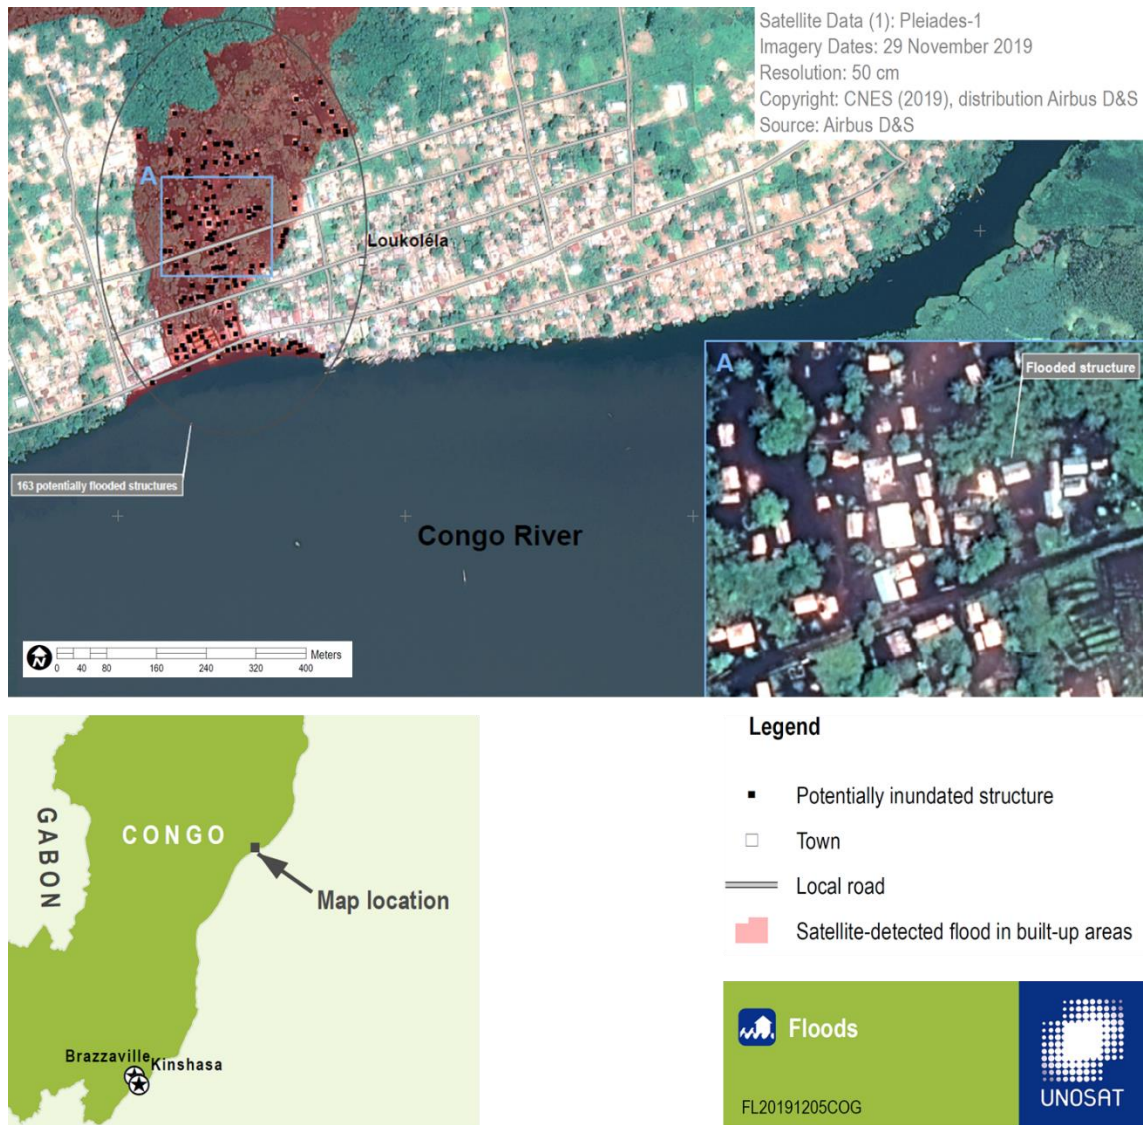 Satellite Data (1): Pleiades-1
Imagery Dates: 29 November 2019
Resolution: 50 cm
Copyright: CNES (2019), distribution Airbus D&S
Source: Airbus D&S
A
Loukoléla
A
Flooded structure
163 potentially flooded structures
Congo River
N
Meters
0 40 80 160 240 320 400
GABON
CONGO
Map location
Brazzaville
Kinshasa
Legend
Potentially inundated structure
Town
Local road
Satellite-detected flood in built-up areas
Floods
FL20191205COG
UNOSAT